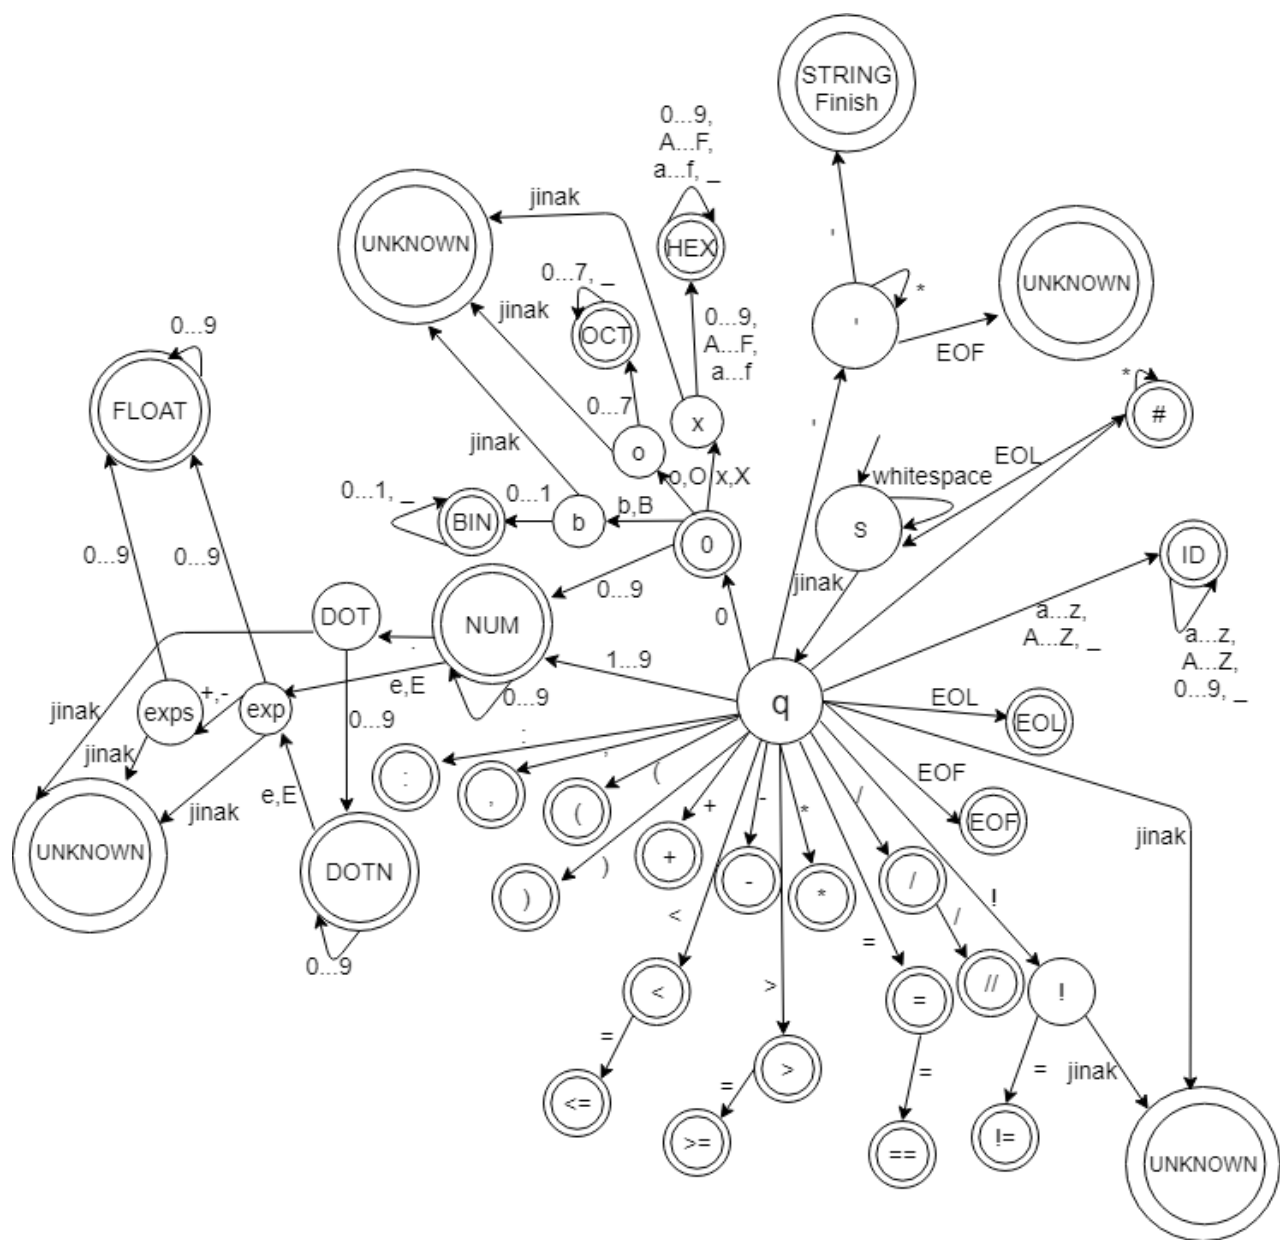 STRING
Finish
0...9,
A...F,
a...f, _
jinak
UNKNOWN
HEX
'
UNKNOWN
0...7, _
jinak
OCT
0...9,
A...F,
a...f
'
*
EOF
0...9
FLOAT
*
#
0...7
x
'
jinak
o
EOL
whitespace
o,O
x,X
0...1, _
BIN
0...1
b
b,B
0
S
ID
0...9
0...9
0...9
jinak
DOT
NUM
0
a...z,
A...Z, _
a...z,
A...Z,
0...9, _
.
1...9
e,E
+,-
0...9
jinak
exps
exp
0...9
q
EOL
EOL
jinak
:
,
(
EOF
:
,
(
+
-
*
/
jinak
e,E
EOF
jinak
UNKNOWN
DOTN
)
)
+
-
*
/
!
<
/
=
0...9
<
>
=
//
!
=
>
=
=
=
jinak
<=
>=
==
!=
UNKNOWN